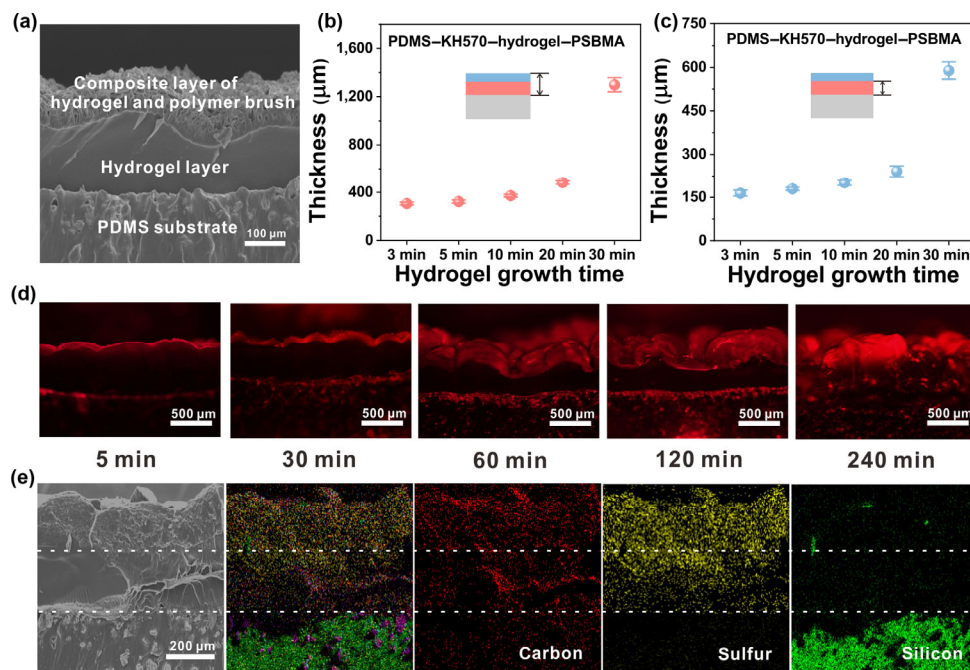 (a)
Composite layer of
hydrogel and polymer brush
Hydrogel layer
PDMS substrate
100 μm
(b)
Thickness (μm)
1,600
1,200
800
400
0
PDMS–KH570–hydrogel–PSBMA
3 min 5 min 10 min 20 min 30 min
Hydrogel growth time
(c)
Thickness (μm)
750
600
450
300
150
0
PDMS–KH570–hydrogel–PSBMA
3 min 5 min 10 min 20 min 30 min
Hydrogel growth time
(d)
500 μm 500 μm 500 μm 500 μm 500 μm
5 min 30 min 60 min 120 min 240 min
(e)
200 μm
Carbon
Sulfur
Silicon